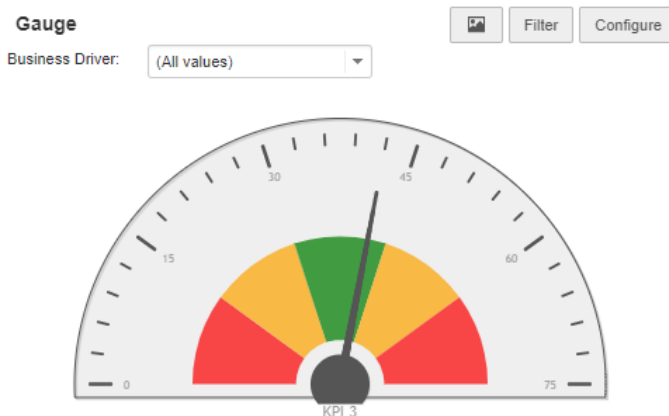 Gauge
Filter
Configure
Business Driver:
(All values)
30
45
15
60
0
75
KPI 3